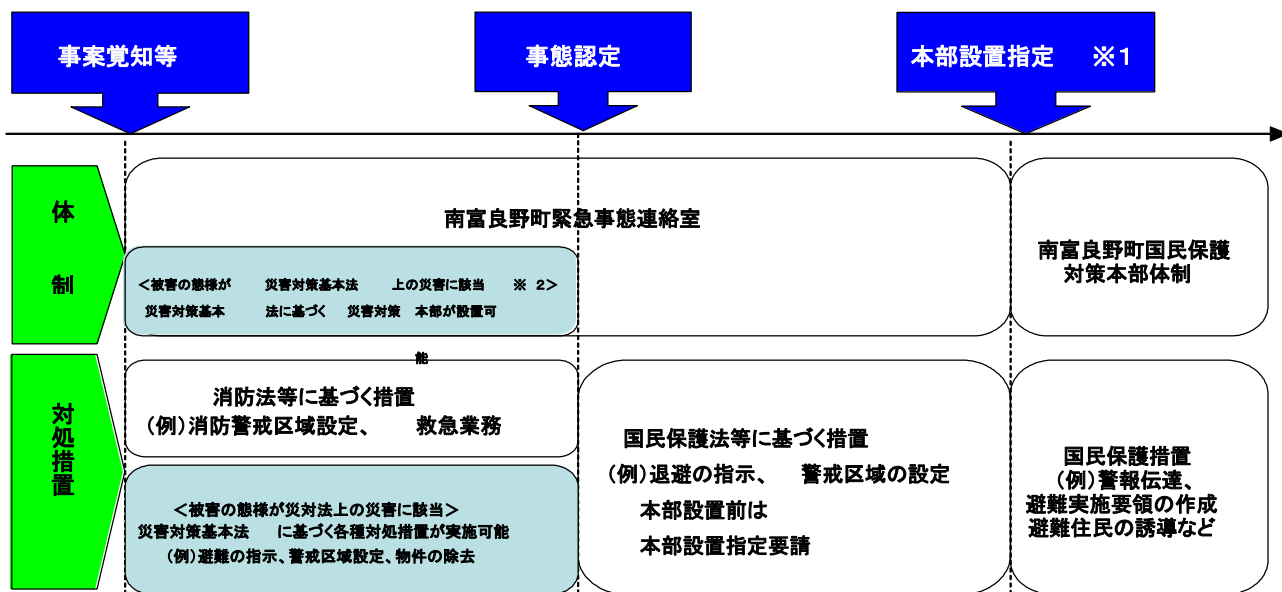 事案覚知等
事態認定
本部設置指定 ※1
体制
南富良野町緊急事態連絡室
<被害の態様が 災害対策基本法 上の災害に該当 ※ 2>
災害対策基本 法に基づく 災害対策 本部が設置可
能
南富良野町国民保護
対策本部体制
対処措置
消防法等に基づく措置
(例)消防警戒区域設定、 救急業務
<被害の態様が災対法上の災害に該当>
災害対策基本法 に基づく各種対処措置が実施可能
(例)避難の指示、警戒区域設定、物件の除去
国民保護法等に基づく措置
(例)退避の指示、 警戒区域の設定
本部設置前は
本部設置指定要請
国民保護措置
(例)警報伝達、
避難実施要領の作成
避難住民の誘導など